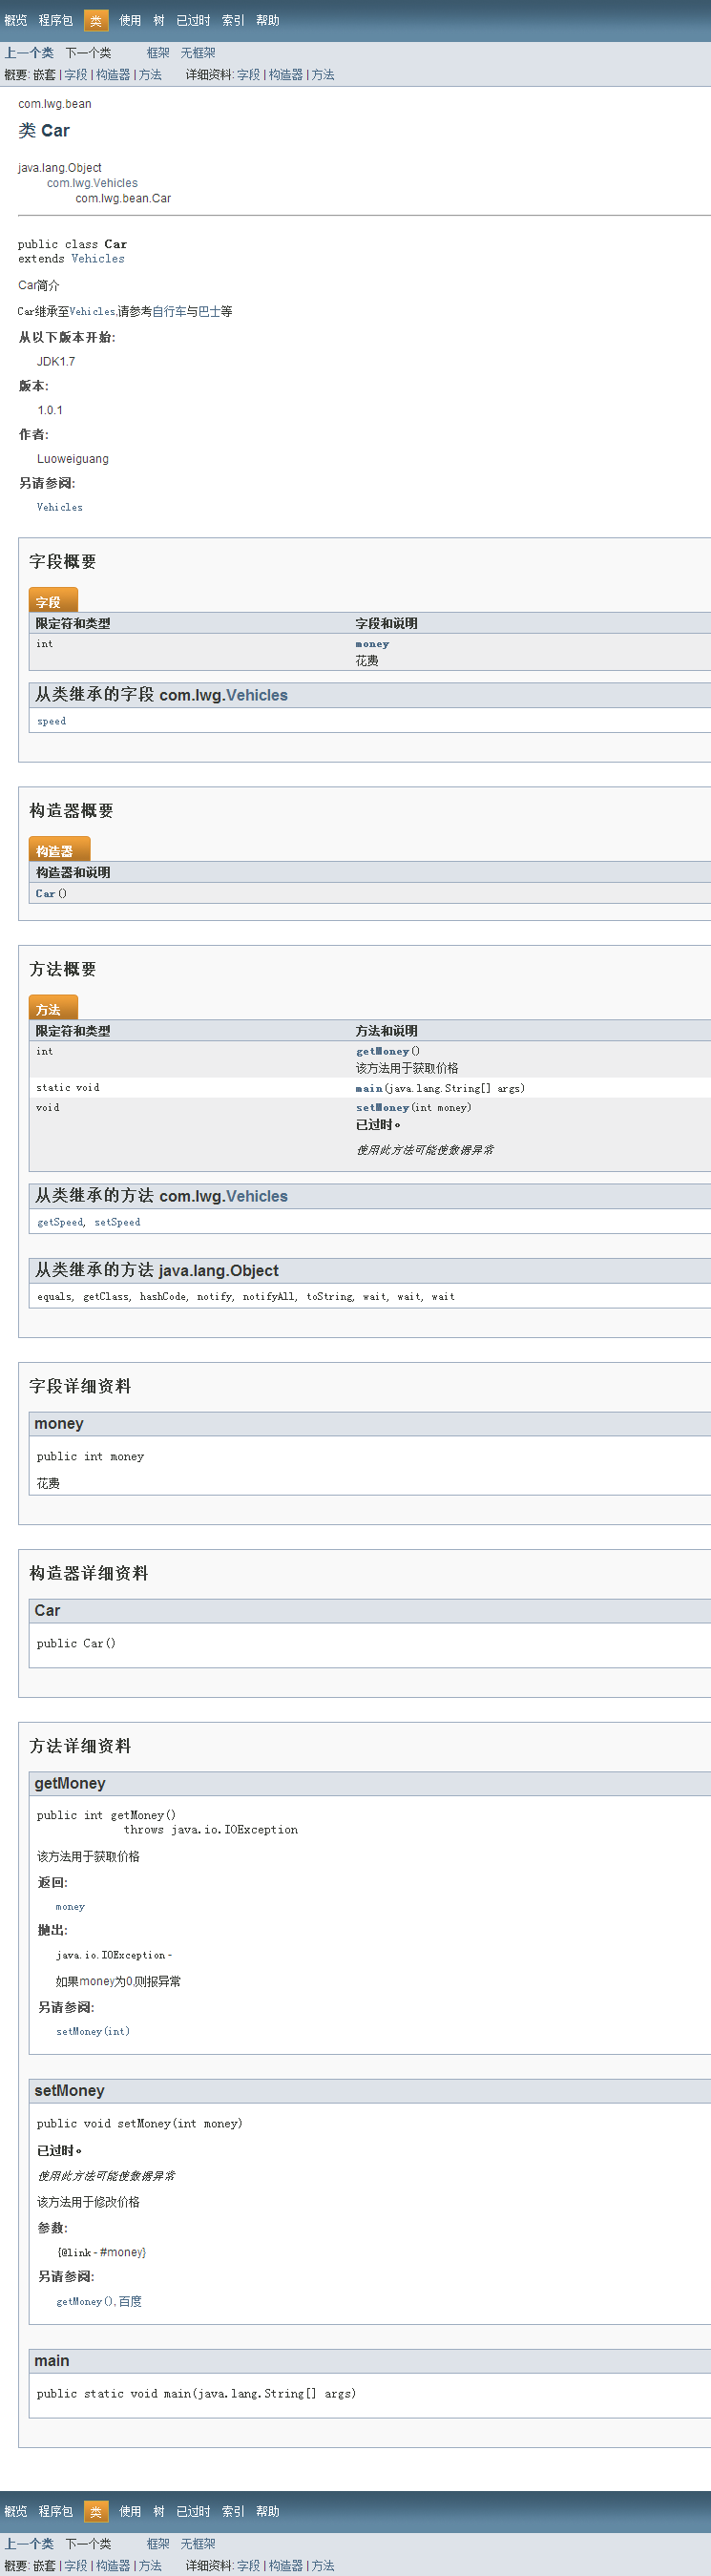 概览 程序包 类 使用 树 已过时 索引 帮助
上一个类 下一个类 框架 无框架
概要: 嵌套 | 字段 | 构造器 | 方法 详细资料: 字段 | 构造器 | 方法
com.lwg.bean
类 Car
java.lang.Object
com.lwg.Vehicles
com.lwg.bean.Car
public class Car
extends Vehicles
Car简介
Car继承至Vehicles,请参考自行车与巴士等
从以下版本开始:
JDK1.7
版本:
1.0.1
作者:
Luoweiguang
另请参阅:
Vehicles
字段概要
字段
限定符和类型 字段和说明
int money
花费
从类继承的字段 com.lwg.Vehicles
speed
构造器概要
构造器
构造器和说明
Car()
方法概要
方法
限定符和类型 方法和说明
int getMoney()
该方法用于获取价格
static void main(java.lang.String[] args)
void setMoney(int money)
已过时。
使用此方法可能使数据异常
从类继承的方法 com.lwg.Vehicles
getSpeed, setSpeed
从类继承的方法 java.lang.Object
equals, getClass, hashCode, notify, notifyAll, toString, wait, wait, wait
字段详细资料
money
public int money
花费
构造器详细资料
Car
public Car()
方法详细资料
getMoney
public int getMoney()
throws java.io.IOException
该方法用于获取价格
返回:
money
抛出:
java.io.IOException -
如果money为0,则报异常
另请参阅:
setMoney(int)
setMoney
public void setMoney(int money)
已过时。
使用此方法可能使数据异常
该方法用于修改价格
参数:
{@link - #money}
另请参阅:
getMoney(), 百度
main
public static void main(java.lang.String[] args)
概览 程序包 类 使用 树 已过时 索引 帮助
上一个类 下一个类 框架 无框架
概要: 嵌套 | 字段 | 构造器 | 方法 详细资料: 字段 | 构造器 | 方法